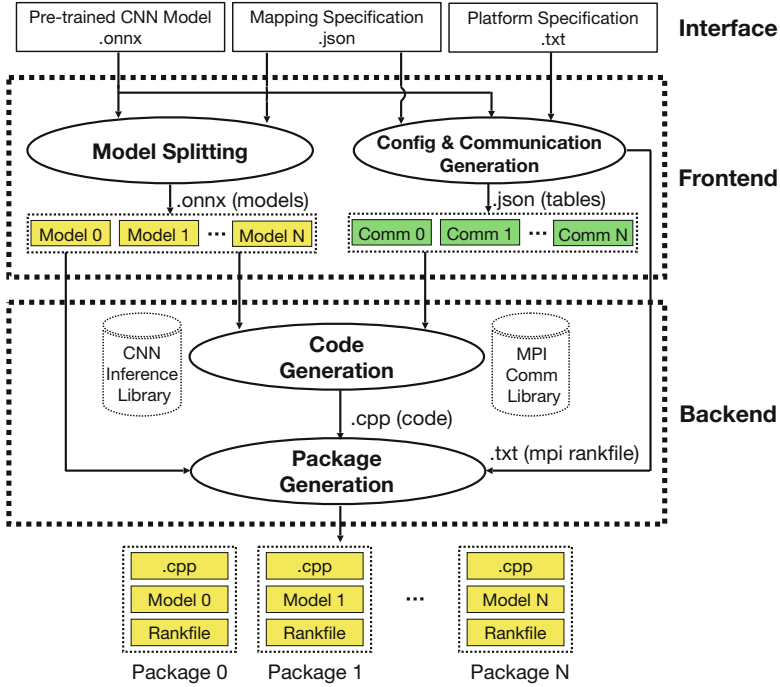 Pre-trained CNN Model
.onnx
Mapping Specification
.json
Platform Specification
.txt
Interface
Model Splitting
Config & Communication
Generation
Frontend
.onnx (models)
.json (tables)
Model 0
Model 1
...
Model N
Comm 0
Comm 1
...
Comm N
CNN
Inference
Library
Code
Generation
MPI
Comm
Library
Backend
.cpp (code)
Package
Generation
.txt (mpi rankfile)
.cpp
Model 0
Rankfile
Package 0
.cpp
Model 1
Rankfile
Package 1
...
.cpp
Model N
Rankfile
Package N